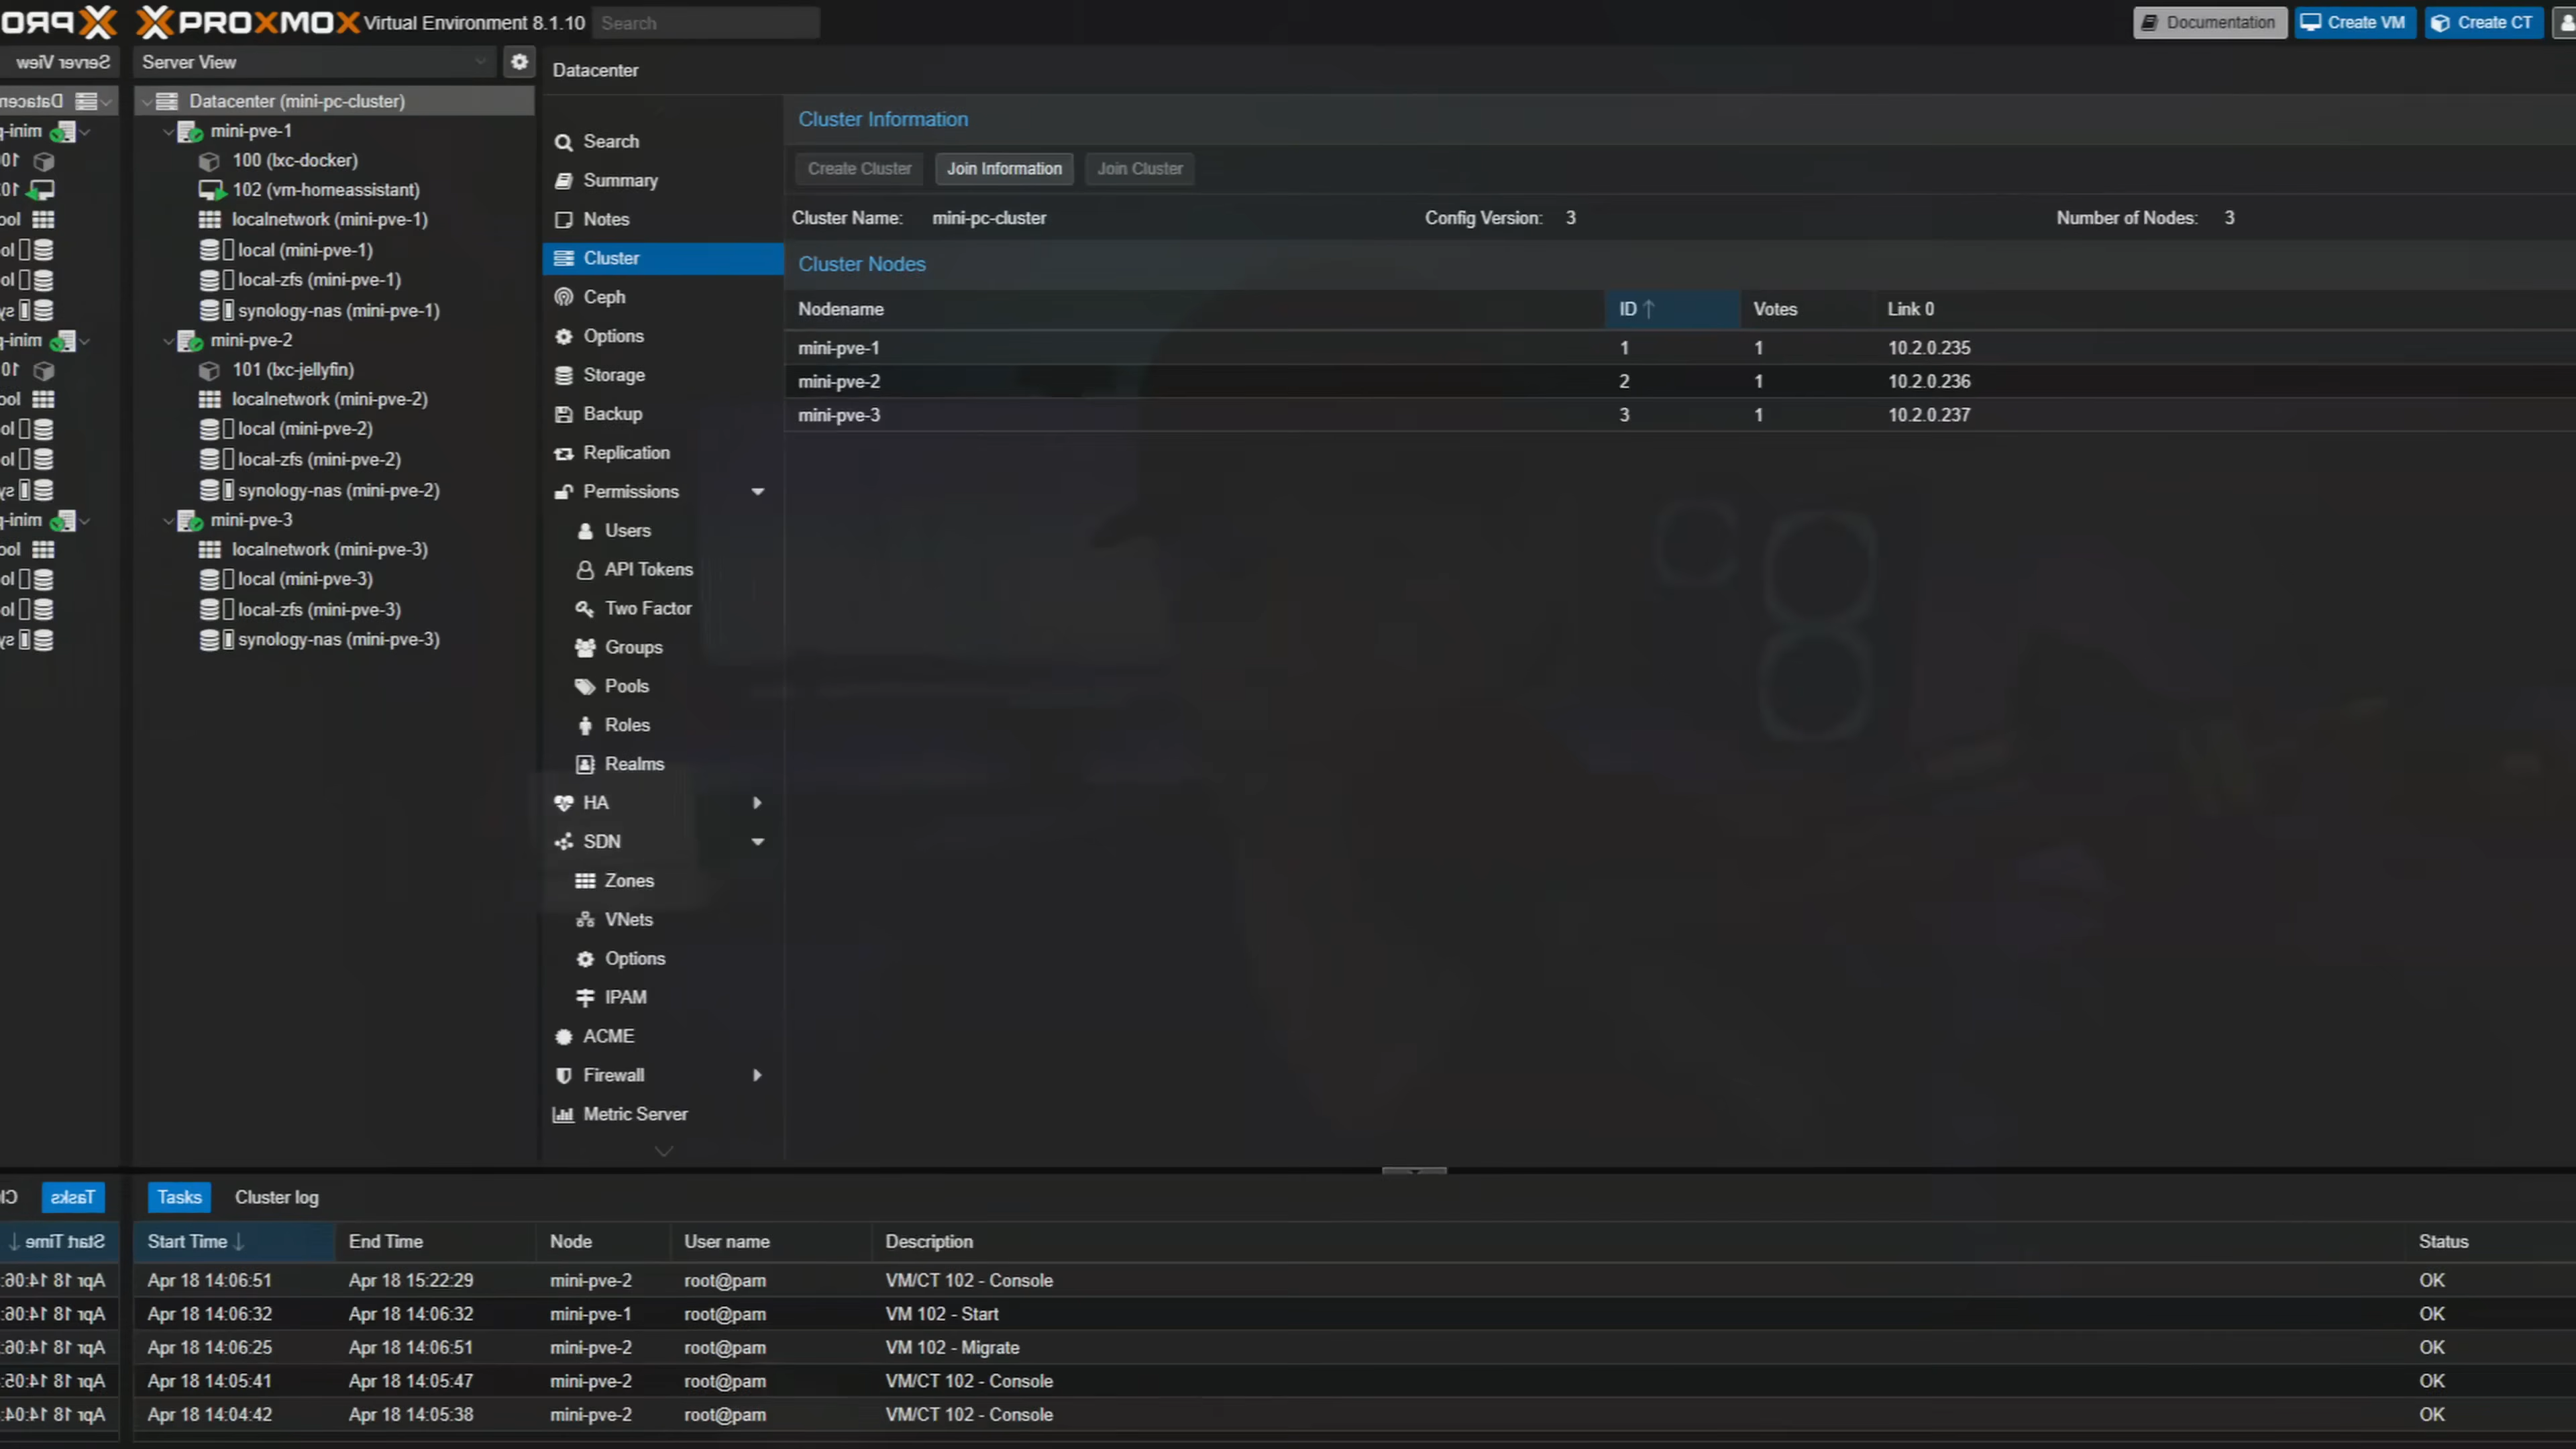 PROXMOX Virtual Environment 8.1.10 Search Documentation Create VM Create CT
Server View
Datacenter (mini-pc-cluster)
mini-pve-1
100 (lxc-docker)
102 (vm-homeassistant)
localnetwork (mini-pve-1)
local (mini-pve-1)
local-zfs (mini-pve-1)
synology-nas (mini-pve-1)
mini-pve-2
101 (lxc-jellyfin)
localnetwork (mini-pve-2)
local (mini-pve-2)
local-zfs (mini-pve-2)
synology-nas (mini-pve-2)
mini-pve-3
localnetwork (mini-pve-3)
local (mini-pve-3)
local-zfs (mini-pve-3)
synology-nas (mini-pve-3)
Datacenter
Search
Summary
Notes
Cluster
Ceph
Options
Storage
Backup
Replication
Permissions
Users
API Tokens
Two Factor
Groups
Pools
Roles
Realms
HA
SDN
Zones
VNets
Options
IPAM
ACME
Firewall
Metric Server
Cluster Information
Create Cluster Join Information Join Cluster
Cluster Name: mini-pc-cluster Config Version: 3 Number of Nodes: 3
Cluster Nodes
Nodename ID Votes Link 0
mini-pve-1 1 1 10.2.0.235
mini-pve-2 2 1 10.2.0.236
mini-pve-3 3 1 10.2.0.237
Tasks Cluster log
Start Time End Time Node User name Description Status
Apr 18 14:06:51 Apr 18 15:22:29 mini-pve-2 root@pam VM/CT 102 - Console OK
Apr 18 14:06:32 Apr 18 14:06:32 mini-pve-1 root@pam VM 102 - Start OK
Apr 18 14:06:25 Apr 18 14:06:51 mini-pve-2 root@pam VM 102 - Migrate OK
Apr 18 14:05:41 Apr 18 14:05:47 mini-pve-2 root@pam VM/CT 102 - Console OK
Apr 18 14:04:42 Apr 18 14:05:38 mini-pve-2 root@pam VM/CT 102 - Console OK